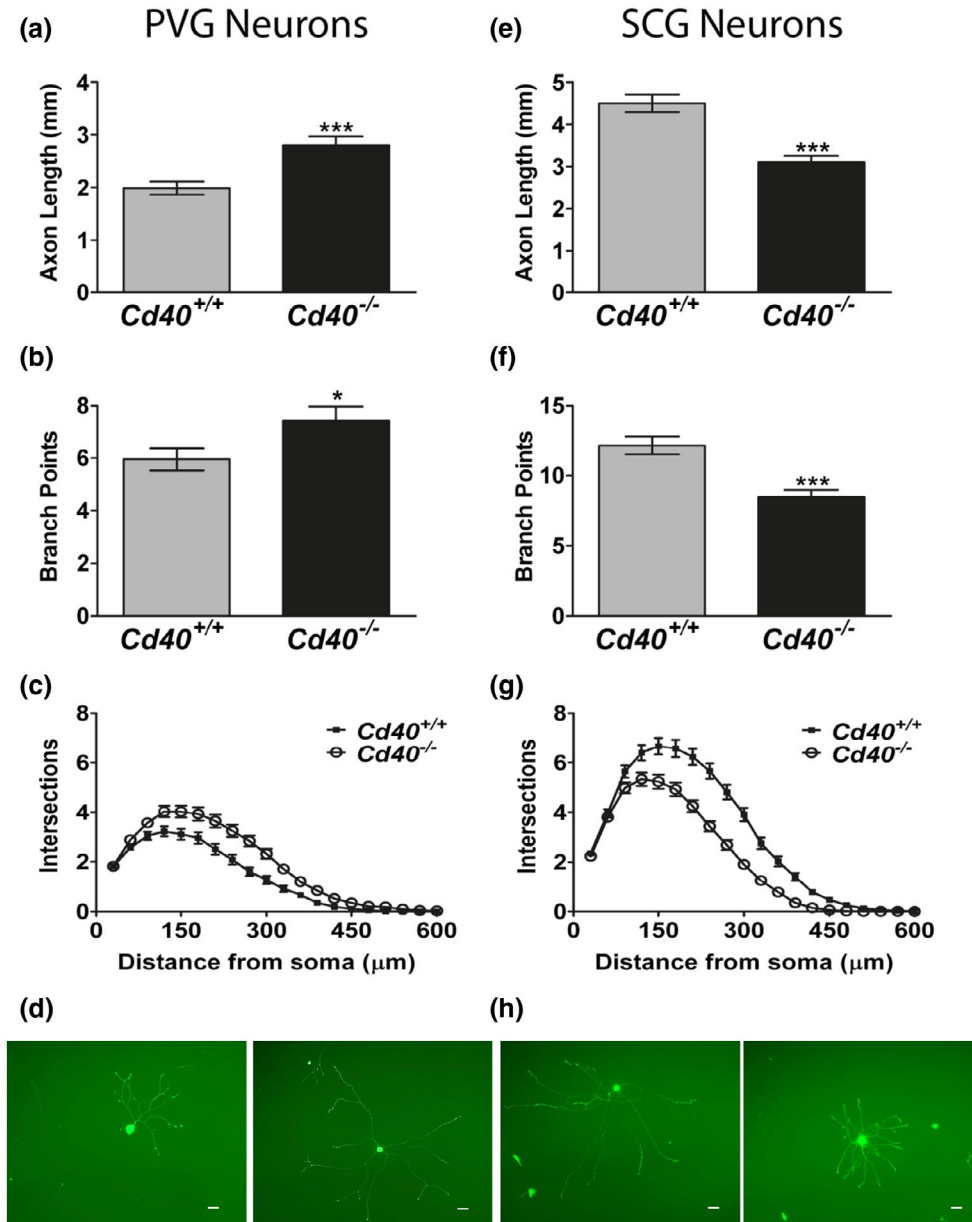 (a) PVG Neurons
Axon Length (mm)
4
3
2
1
0
***
Cd40+/+ Cd40-/-
(b)
Branch Points
8
6
4
2
0
*
Cd40+/+ Cd40-/-
(c)
Intersections
8
6
4
2
0
Cd40+/+
Cd40-/-
0 150 300 450 600
Distance from soma (μm)
(d)
(e) SCG Neurons
Axon Length (mm)
5
4
3
2
1
0
***
Cd40+/+ Cd40-/-
(f)
Branch Points
15
10
5
0
***
Cd40+/+ Cd40-/-
(g)
Intersections
8
6
4
2
0
Cd40+/+
Cd40-/-
0 150 300 450 600
Distance from soma (μm)
(h)